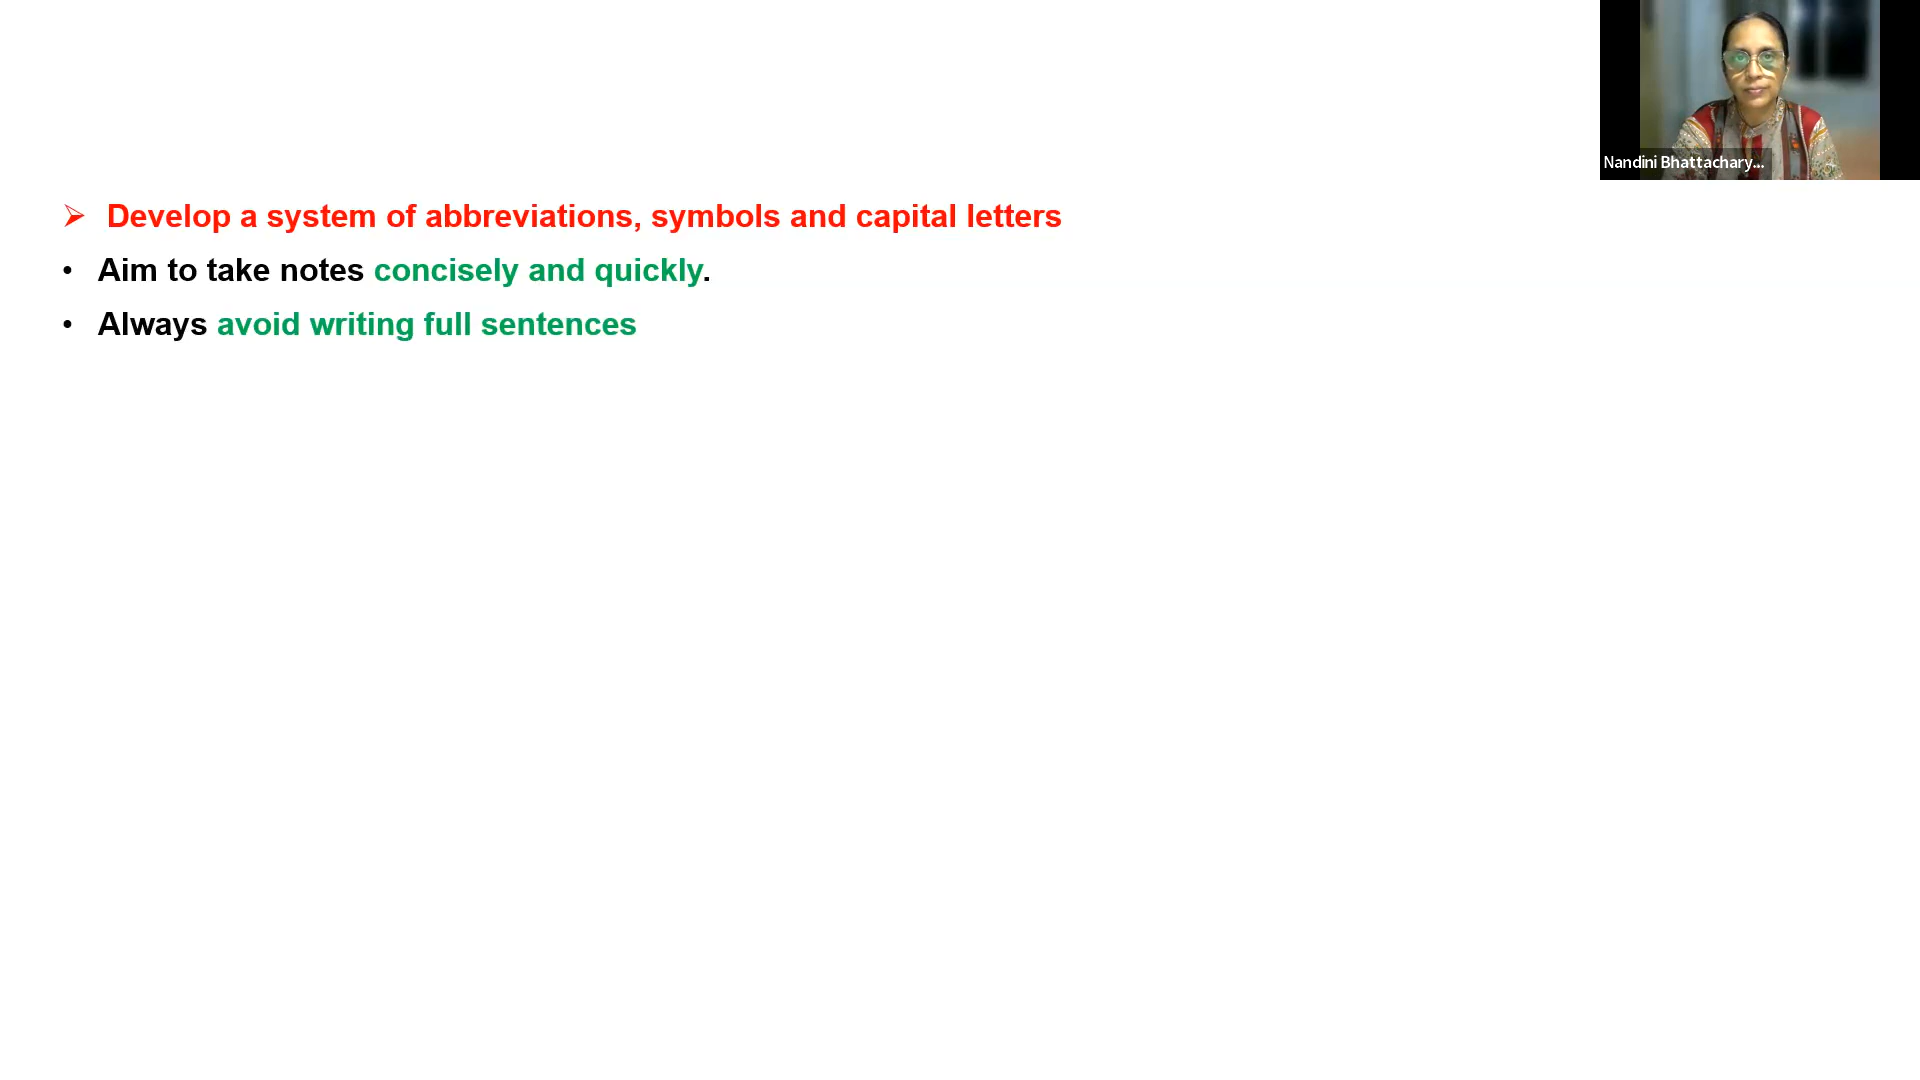 Nandini Bhattachary...
➢ Develop a system of abbreviations, symbols and capital letters
• Aim to take notes concisely and quickly.
• Always avoid writing full sentences